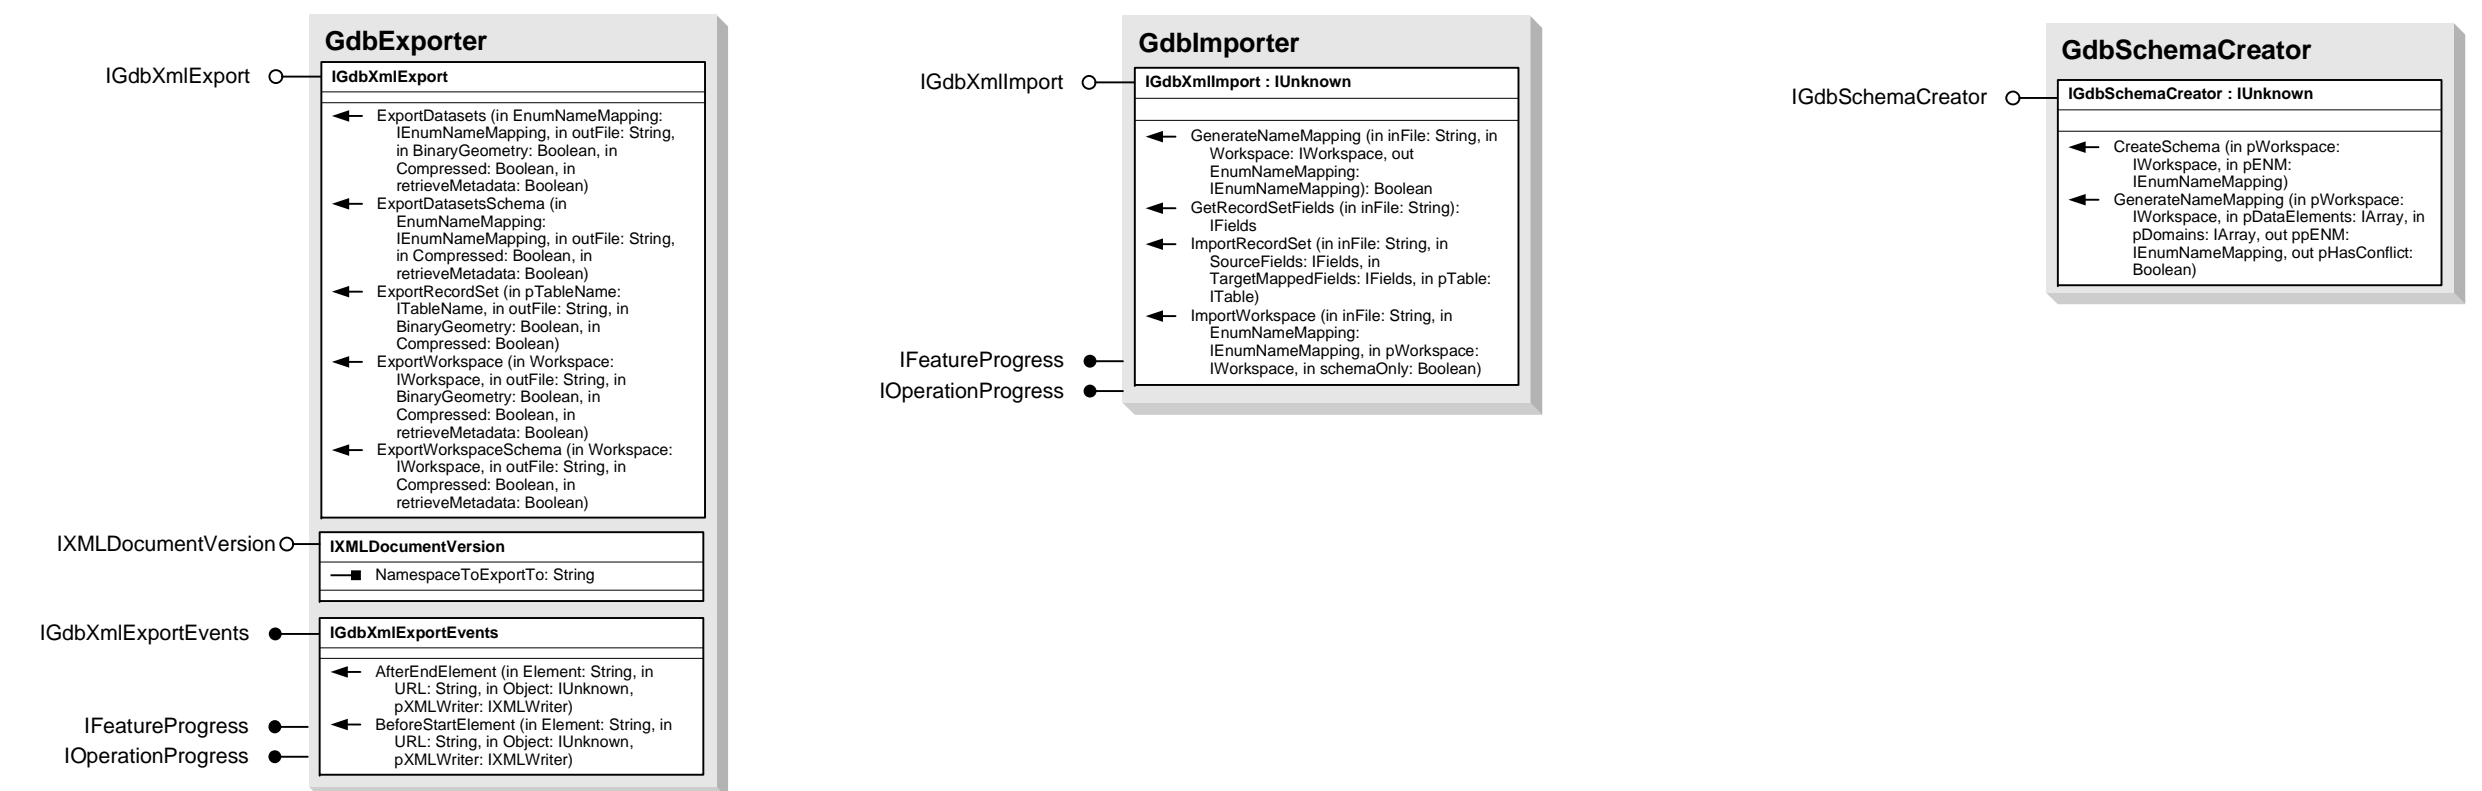 GdbExporter
IGdbXmlExport
IGdbXmlExport
ExportDatasets (in EnumNameMapping:
IEnumNameMapping, in outFile: String,
in BinaryGeometry: Boolean, in
Compressed: Boolean, in
retrieveMetadata: Boolean)
ExportDatasetsSchema (in
EnumNameMapping:
IEnumNameMapping, in outFile: String,
in Compressed: Boolean, in
retrieveMetadata: Boolean)
ExportRecordSet (in pTableName:
ITableName, in outFile: String, in
BinaryGeometry: Boolean, in
Compressed: Boolean)
ExportWorkspace (in Workspace:
IWorkspace, in outFile: String, in
BinaryGeometry: Boolean, in
Compressed: Boolean, in
retrieveMetadata: Boolean)
ExportWorkspaceSchema (in Workspace:
IWorkspace, in outFile: String, in
Compressed: Boolean, in
retrieveMetadata: Boolean)
IXMLDocumentVersion
IXMLDocumentVersion
NamespaceToExportTo: String
IGdbXmlExportEvents
IGdbXmlExportEvents
AfterEndElement (in Element: String, in
URL: String, in Object: IUnknown,
pXMLWriter: IXMLWriter)
BeforeStartElement (in Element: String, in
URL: String, in Object: IUnknown,
pXMLWriter: IXMLWriter)
IFeatureProgress
IOperationProgress
GdbImporter
IGdbXmlImport
IGdbXmlImport : IUnknown
GenerateNameMapping (in inFile: String, in
Workspace: IWorkspace, out
EnumNameMapping:
IEnumNameMapping): Boolean
GetRecordSetFields (in inFile: String):
IFields
ImportRecordSet (in inFile: String, in
SourceFields: IFields, in
TargetMappedFields: IFields, in pTable:
ITable)
ImportWorkspace (in inFile: String, in
EnumNameMapping:
IEnumNameMapping, in pWorkspace:
IWorkspace, in schemaOnly: Boolean)
IFeatureProgress
IOperationProgress
GdbSchemaCreator
IGdbSchemaCreator
IGdbSchemaCreator : IUnknown
CreateSchema (in pWorkspace:
IWorkspace, in pENM:
IEnumNameMapping)
GenerateNameMapping (in pWorkspace:
IWorkspace, in pDataElements: IArray, in
pDomains: IArray, out ppENM:
IEnumNameMapping, out pHasConflict:
Boolean)